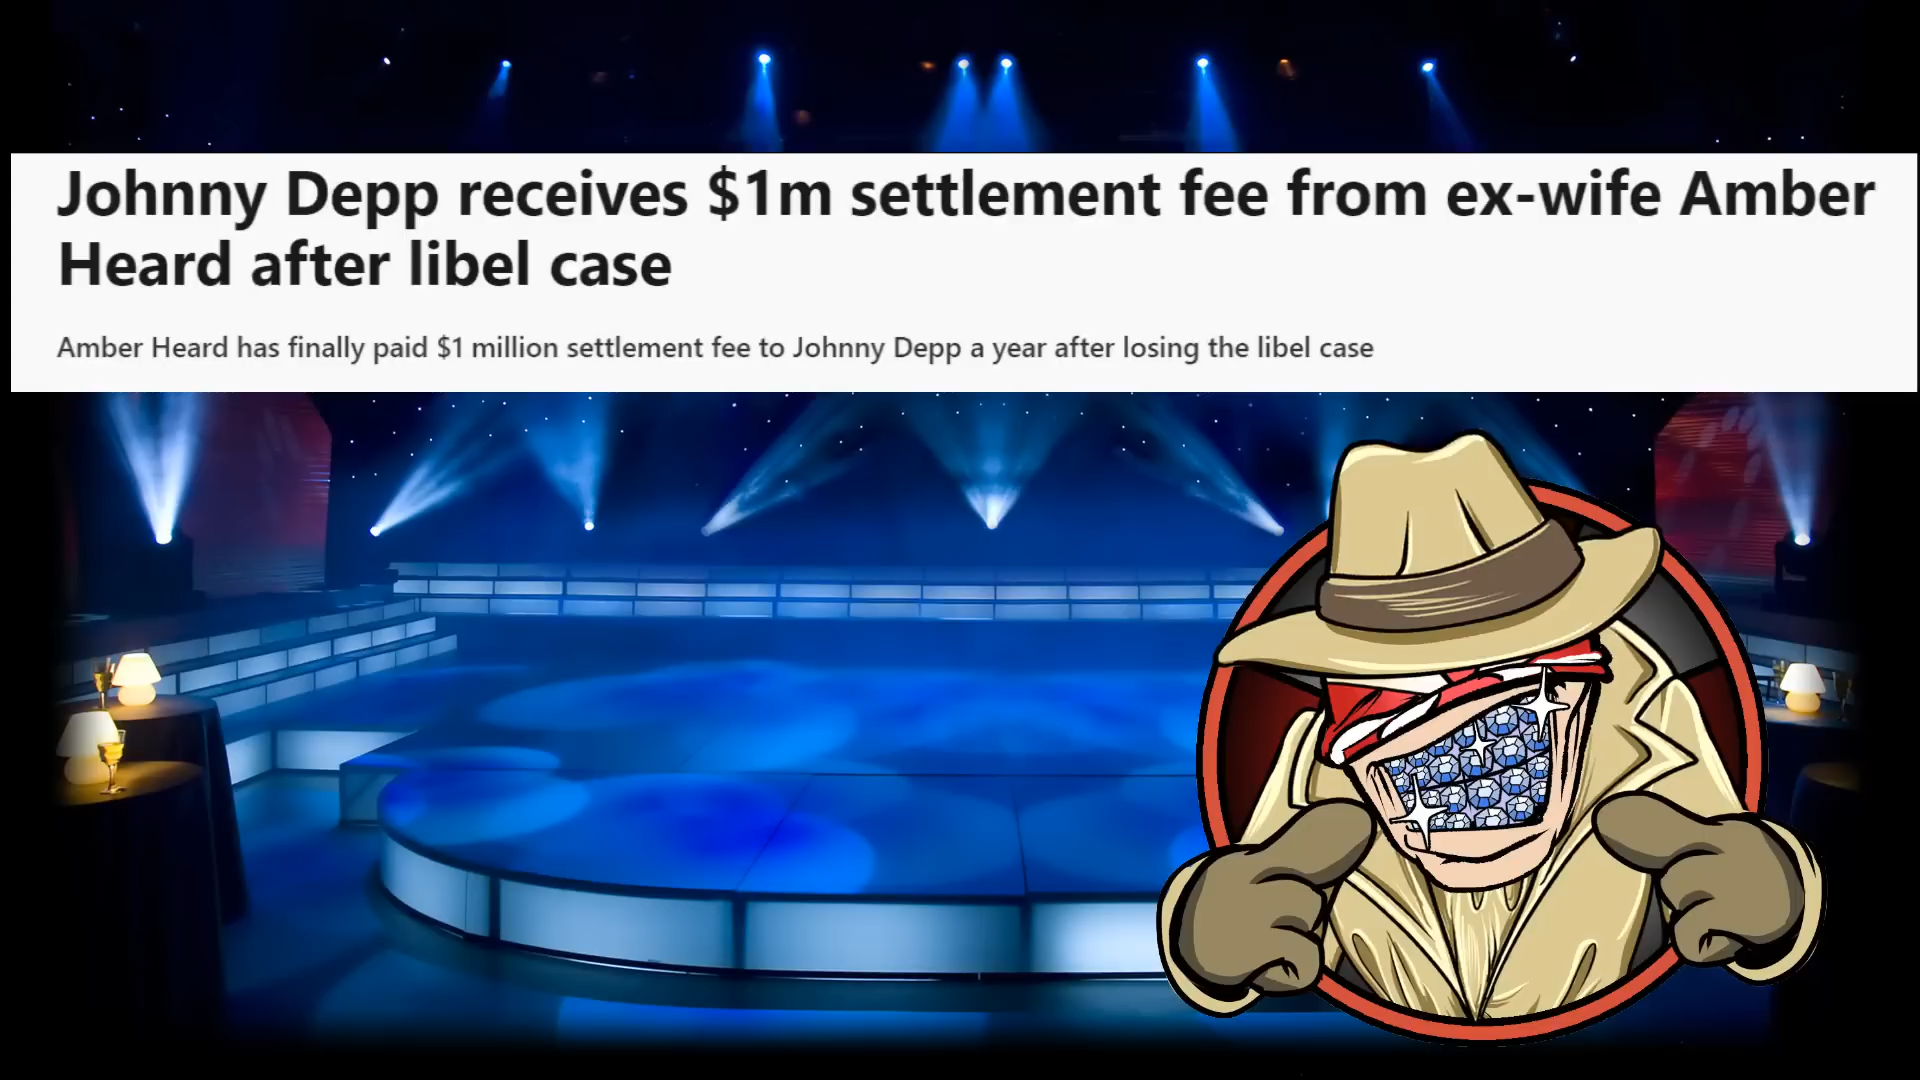 Johnny Depp receives $1m settlement fee from ex-wife Amber
Heard after libel case
Amber Heard has finally paid $1 million settlement fee to Johnny Depp a year after losing the libel case